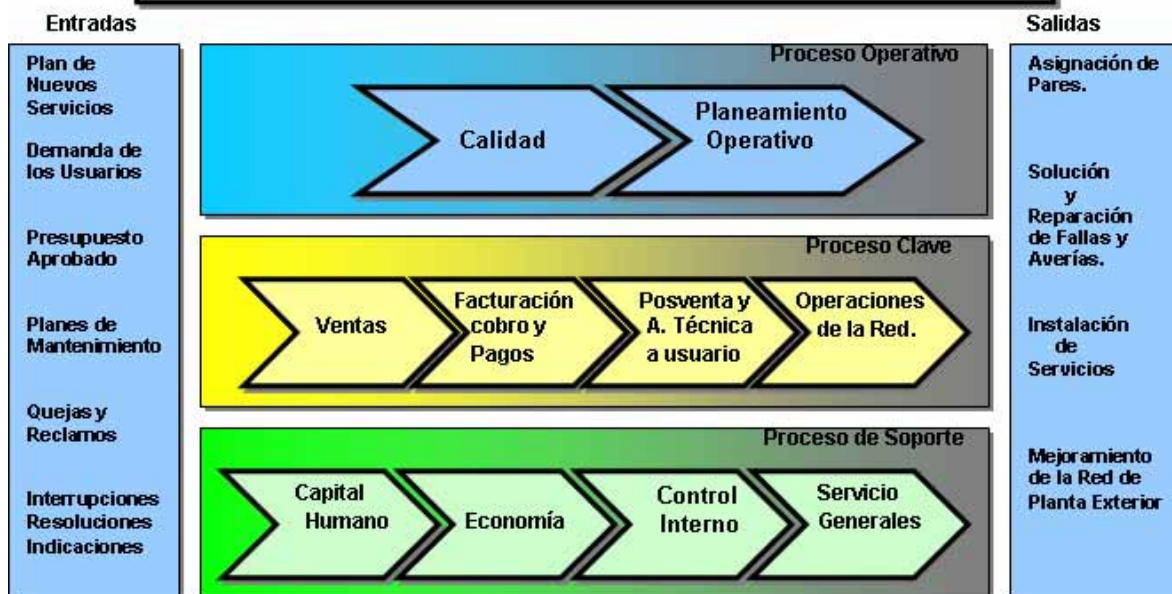 Entradas
Plan de
Nuevos
Servicios
Demanda de
los Usuarios
Presupuesto
Aprobado
Planes de
Mantenimiento
Quejas y
Reclamos
Interrupciones
Resoluciones
Indicaciones
Proceso Operativo
Calidad
Planeamiento
Operativo
Proceso Clave
Ventas
Facturación
cobro y
Pagos
Posventa y
A. Técnica
a usuario
Operaciones
de la Red.
Proceso de Soporte
Capital
Humano
Economía
Control
Interno
Servicio
Generales
Salidas
Asignación de
Pares.
Solución
y
Reparación
de Fallas y
Averías.
Instalación
de
Servicios
Mejoramiento
de la Red de
Planta Exterior